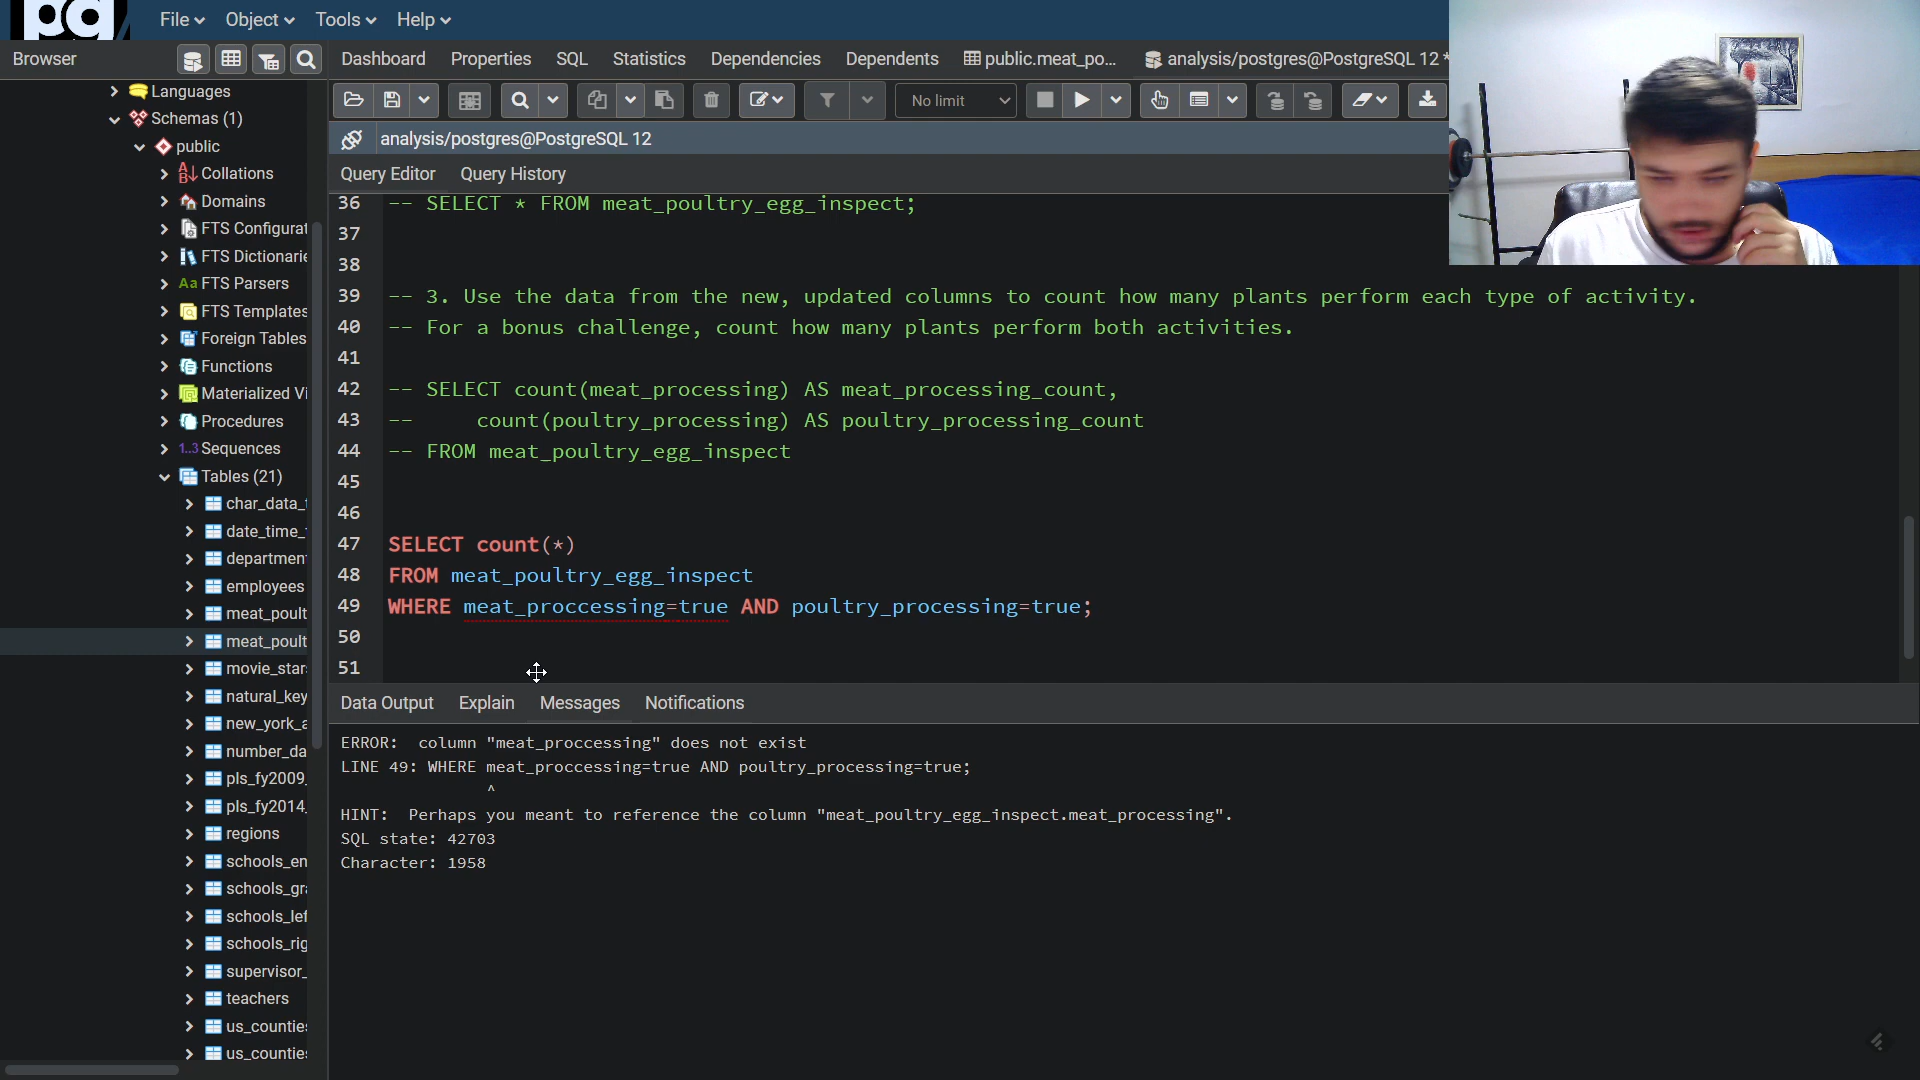 File Object Tools Help
Browser
Dashboard Properties SQL Statistics Dependencies Dependents public.meat_po... analysis/postgres@PostgreSQL 12 *
No limit
analysis/postgres@PostgreSQL 12
Query Editor Query History
Languages
Schemas (1)
public
Collations
Domains
FTS Configurat
FTS Dictionarie
FTS Parsers
FTS Templates
Foreign Tables
Functions
Materialized Vi
Procedures
1..3 Sequences
Tables (21)
char_data_
date_time_
departmen
employees
meat_poult
meat_poult
movie_star
natural_key
new_york_a
number_da
pls_fy2009_
pls_fy2014_
regions
schools_en
schools_gr
schools_lef
schools_rig
supervisor_
teachers
us_countie
us_countie
36 -- SELECT * FROM meat_poultry_egg_inspect;
37
38
39 -- 3. Use the data from the new, updated columns to count how many plants perform each type of activity.
40 -- For a bonus challenge, count how many plants perform both activities.
41
42 -- SELECT count(meat_processing) AS meat_processing_count,
43 -- count(poultry_processing) AS poultry_processing_count
44 -- FROM meat_poultry_egg_inspect
45
46
47 SELECT count(*)
48 FROM meat_poultry_egg_inspect
49 WHERE meat_proccessing=true AND poultry_processing=true;
50
51
Data Output Explain Messages Notifications
ERROR: column "meat_proccessing" does not exist
LINE 49: WHERE meat_proccessing=true AND poultry_processing=true;
^
HINT: Perhaps you meant to reference the column "meat_poultry_egg_inspect.meat_processing".
SQL state: 42703
Character: 1958